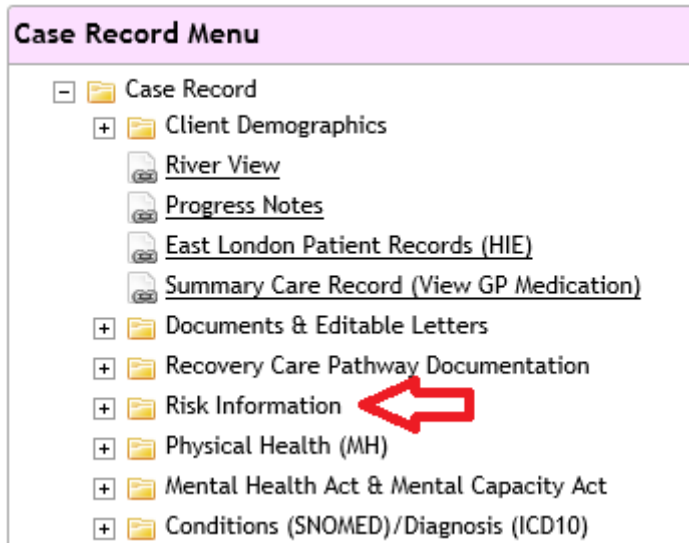 Case Record Menu
Case Record
Client Demographics
River View
Progress Notes
East London Patient Records (HIE)
Summary Care Record (View GP Medication)
Documents & Editable Letters
Recovery Care Pathway Documentation
Risk Information
Physical Health (MH)
Mental Health Act & Mental Capacity Act
Conditions (SNOMED)/Diagnosis (ICD10)